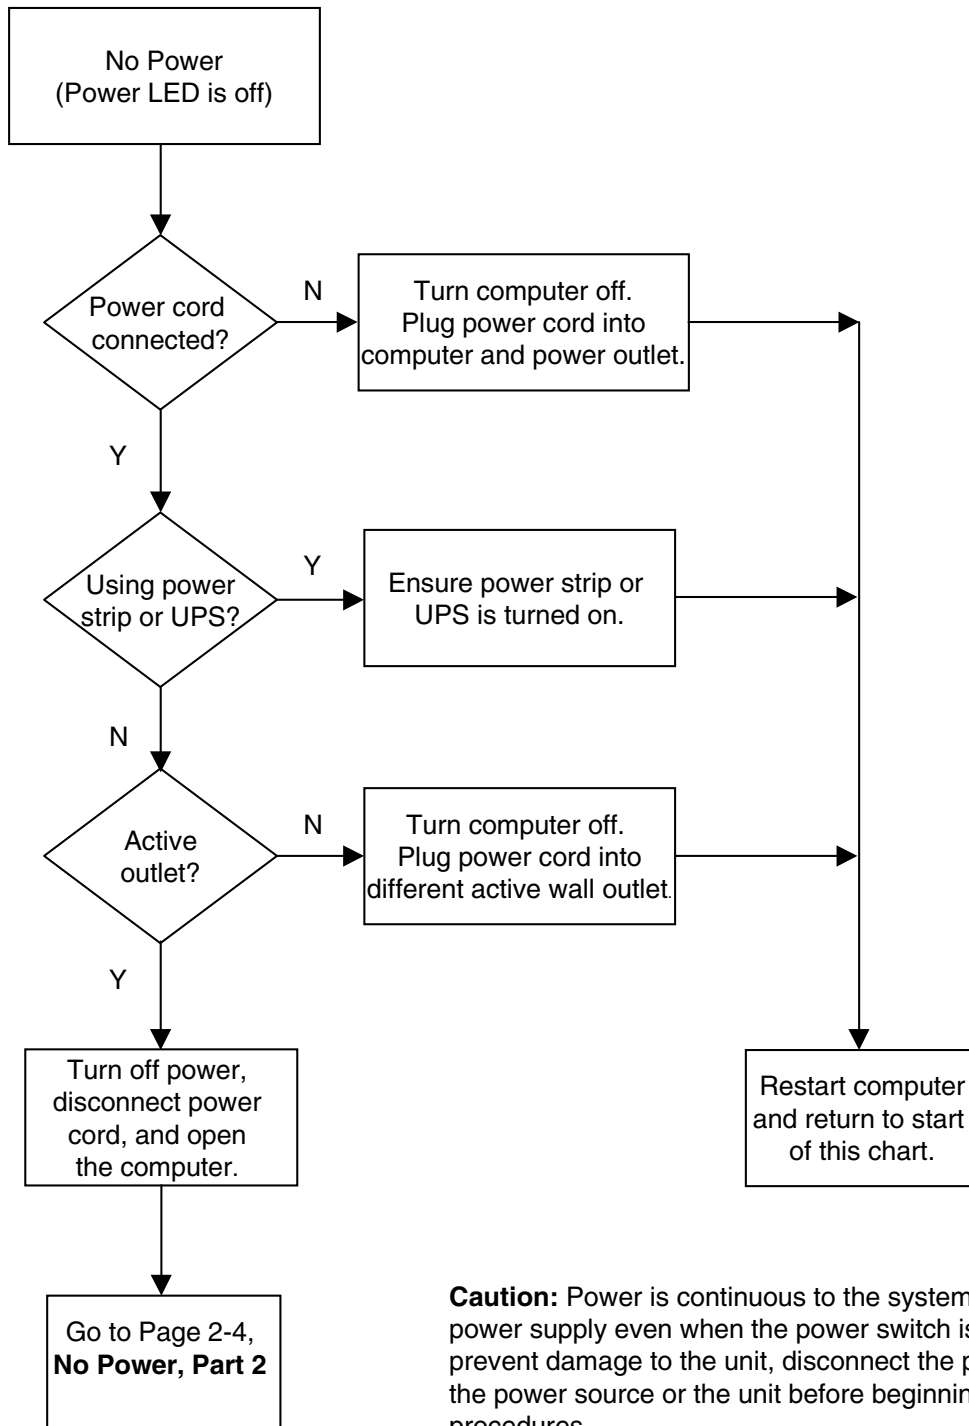 No Power
(Power LED is off)
Power cord
connected?
N
Turn computer off.
Plug power cord into
computer and power outlet.
Y
Using power
strip or UPS?
Y
Ensure power strip or
UPS is turned on.
N
Active
outlet?
N
Turn computer off.
Plug power cord into
different active wall outlet.
Y
Turn off power,
disconnect power
cord, and open
the computer.
Restart computer
and return to start
of this chart.
Go to Page 2-4,
No Power, Part 2
Caution: Power is continuous to the system
power supply even when the power switch is
prevent damage to the unit, disconnect the
the power source or the unit before beginnin
procedures